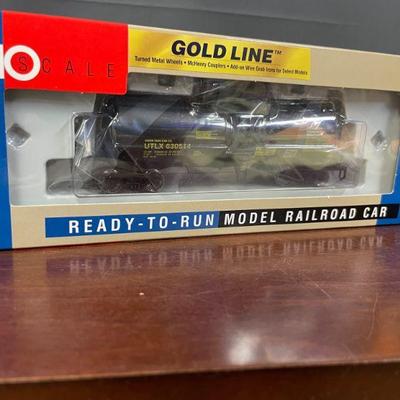 O
SCALE
GOLD LINE™
Turned Metal Wheels • McHenry Couplers • Add-on Wire Grab Irons for Select Models
UTLX 630514
READY-TO-RUN MODEL RAILROAD CAR